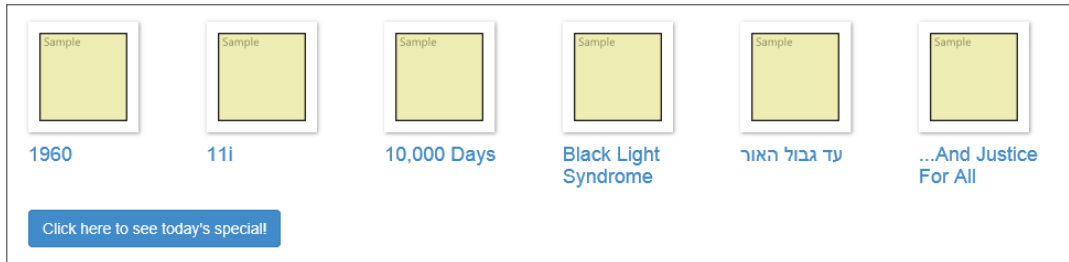 Sample Sample Sample Sample Sample Sample
1960
11i
10,000 Days
Black Light
Syndrome
עד גבול האור
...And Justice
For All
Click here to see today's special!